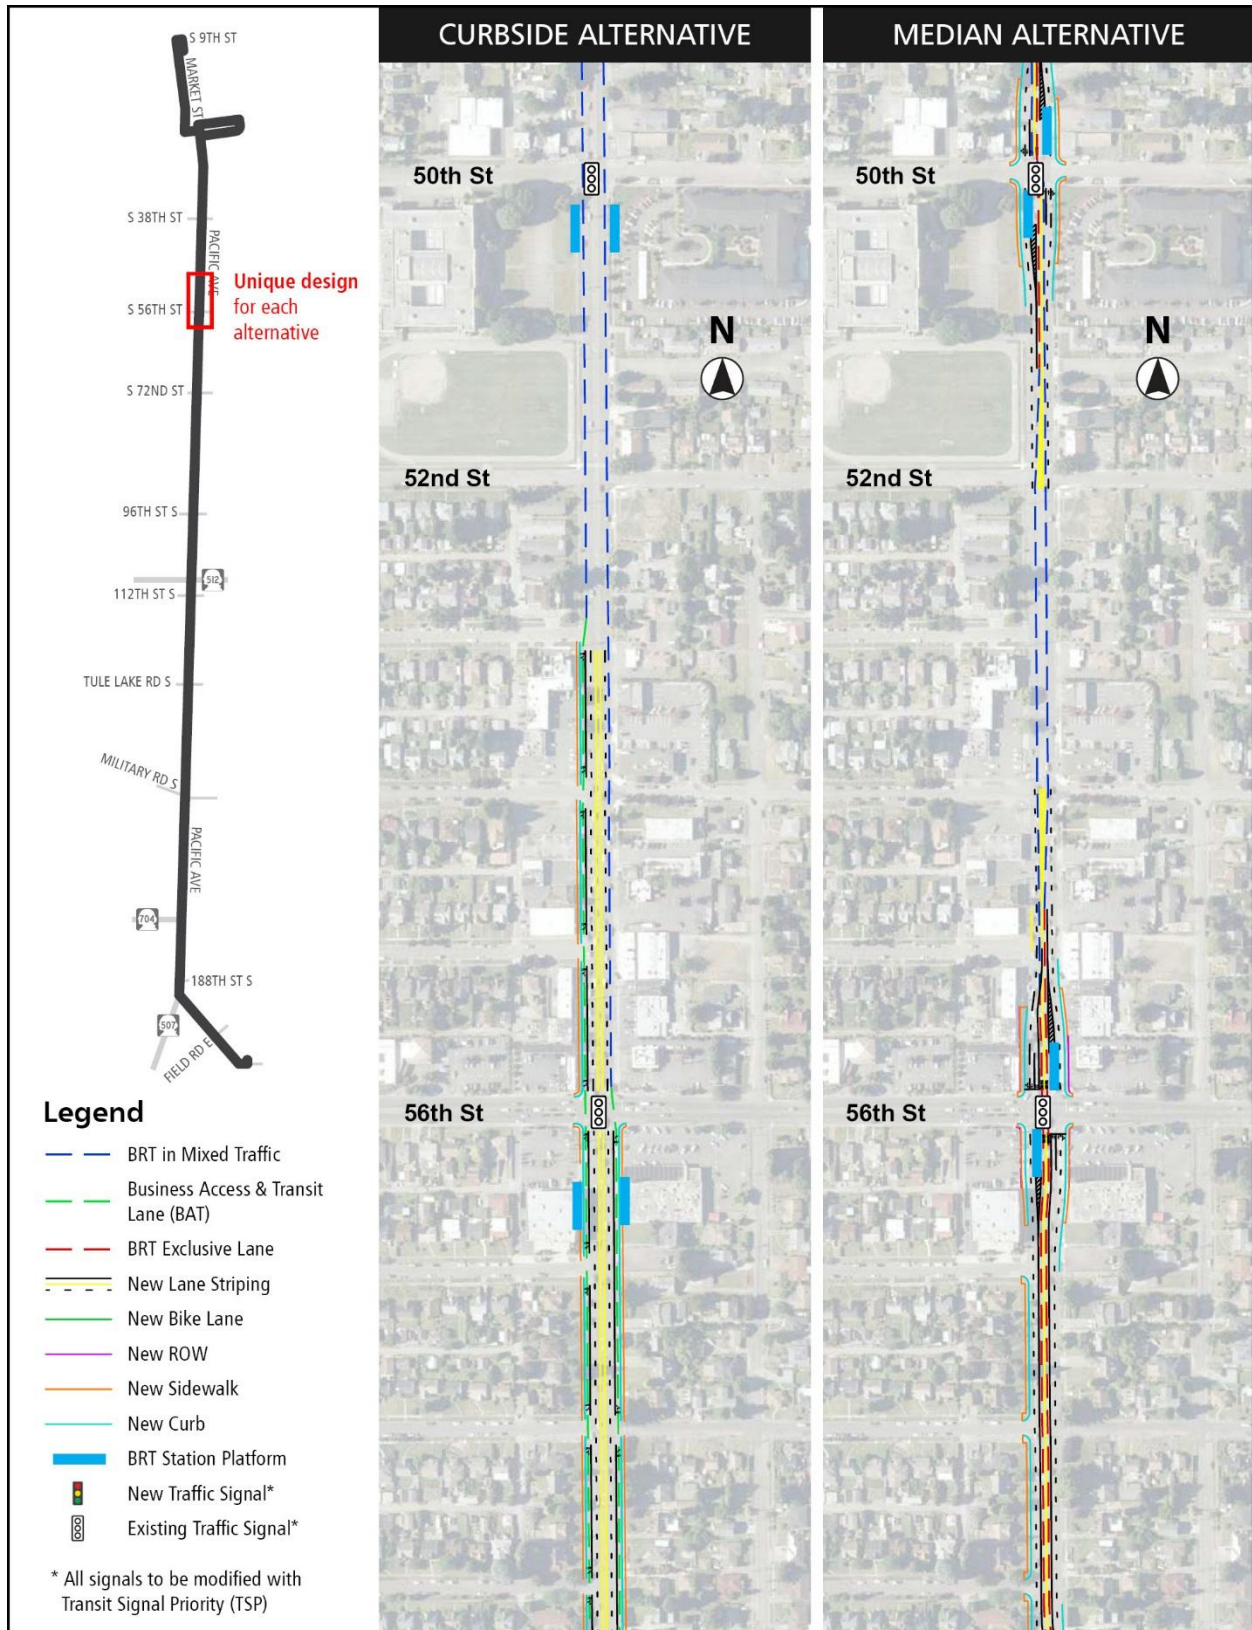 S 9TH ST
MARKET ST
S 38TH ST
PACIFIC AVE
Unique design
for each
alternative
S 56TH ST
S 72ND ST
96TH ST S
512
112TH ST S
TULE LAKE RD S
MILITARY RD S
PACIFIC AVE
704
188TH ST S
507
FIELD RD E
Legend
BRT in Mixed Traffic
Business Access & Transit
Lane (BAT)
BRT Exclusive Lane
New Lane Striping
New Bike Lane
New ROW
New Sidewalk
New Curb
BRT Station Platform
New Traffic Signal*
Existing Traffic Signal*
* All signals to be modified with
Transit Signal Priority (TSP)
CURBSIDE ALTERNATIVE
50th St
N
52nd St
56th St
MEDIAN ALTERNATIVE
50th St
N
52nd St
56th St